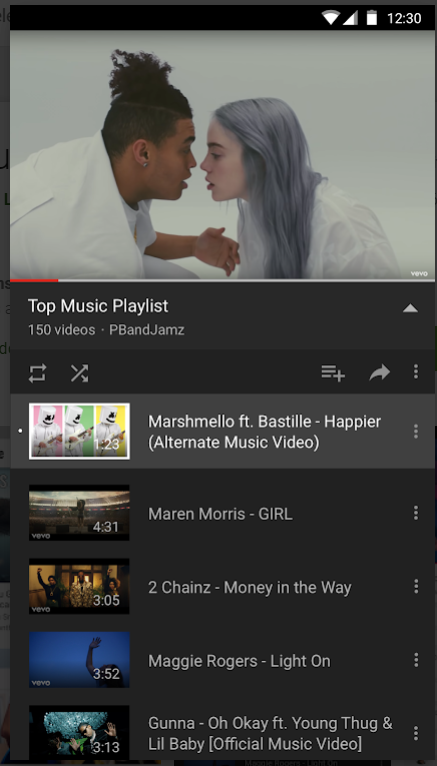 12:30
vevo
Top Music Playlist
150 videos · PBandJamz
1:23
Marshmello ft. Bastille - Happier
(Alternate Music Video)
4:31
vevo
Maren Morris - GIRL
3:05
vevo
2 Chainz - Money in the Way
3:52
vevo
Maggie Rogers - Light On
3:13
Gunna - Oh Okay ft. Young Thug &
Lil Baby [Official Music Video]